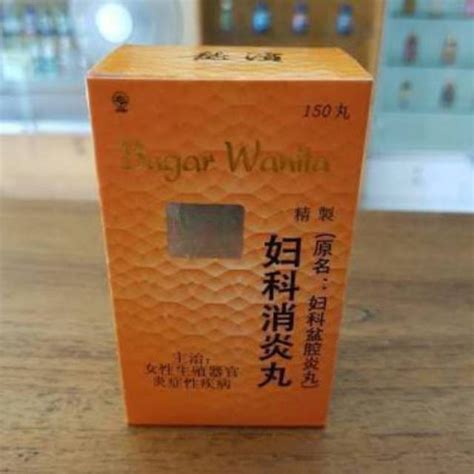 150丸
Bugar Wanita
精製
妇科消炎丸
(原名：妇科盆腔炎丸)
主治：
女性生殖器官
炎症性疾病